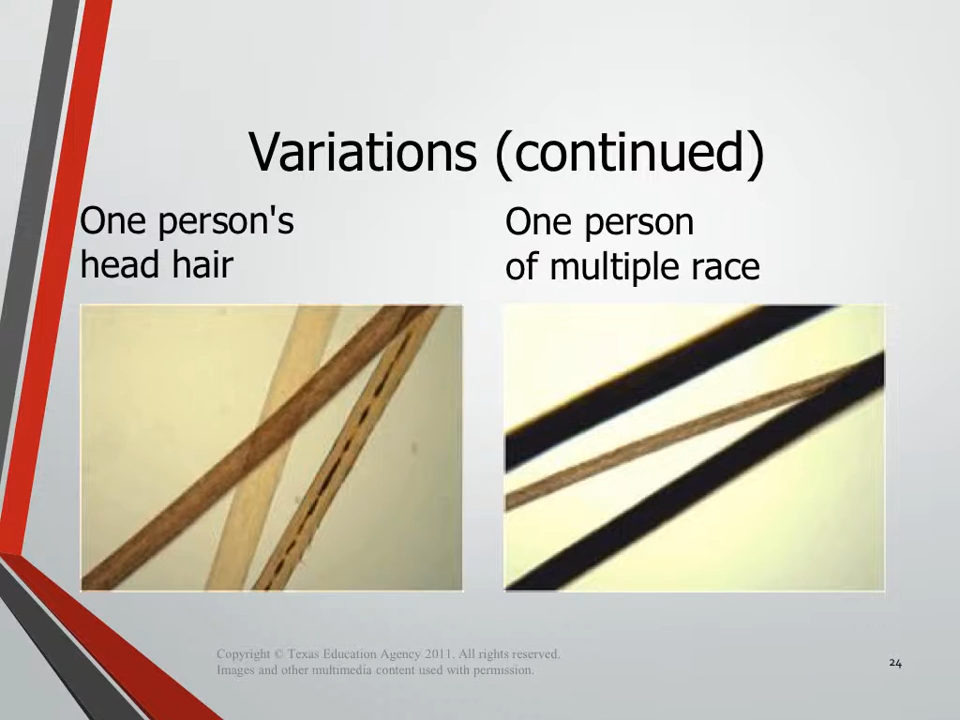 Variations (continued)
One person's
head hair
One person
of multiple race
Copyright © Texas Education Agency 2011. All rights reserved.
Images and other multimedia content used with permission.
24